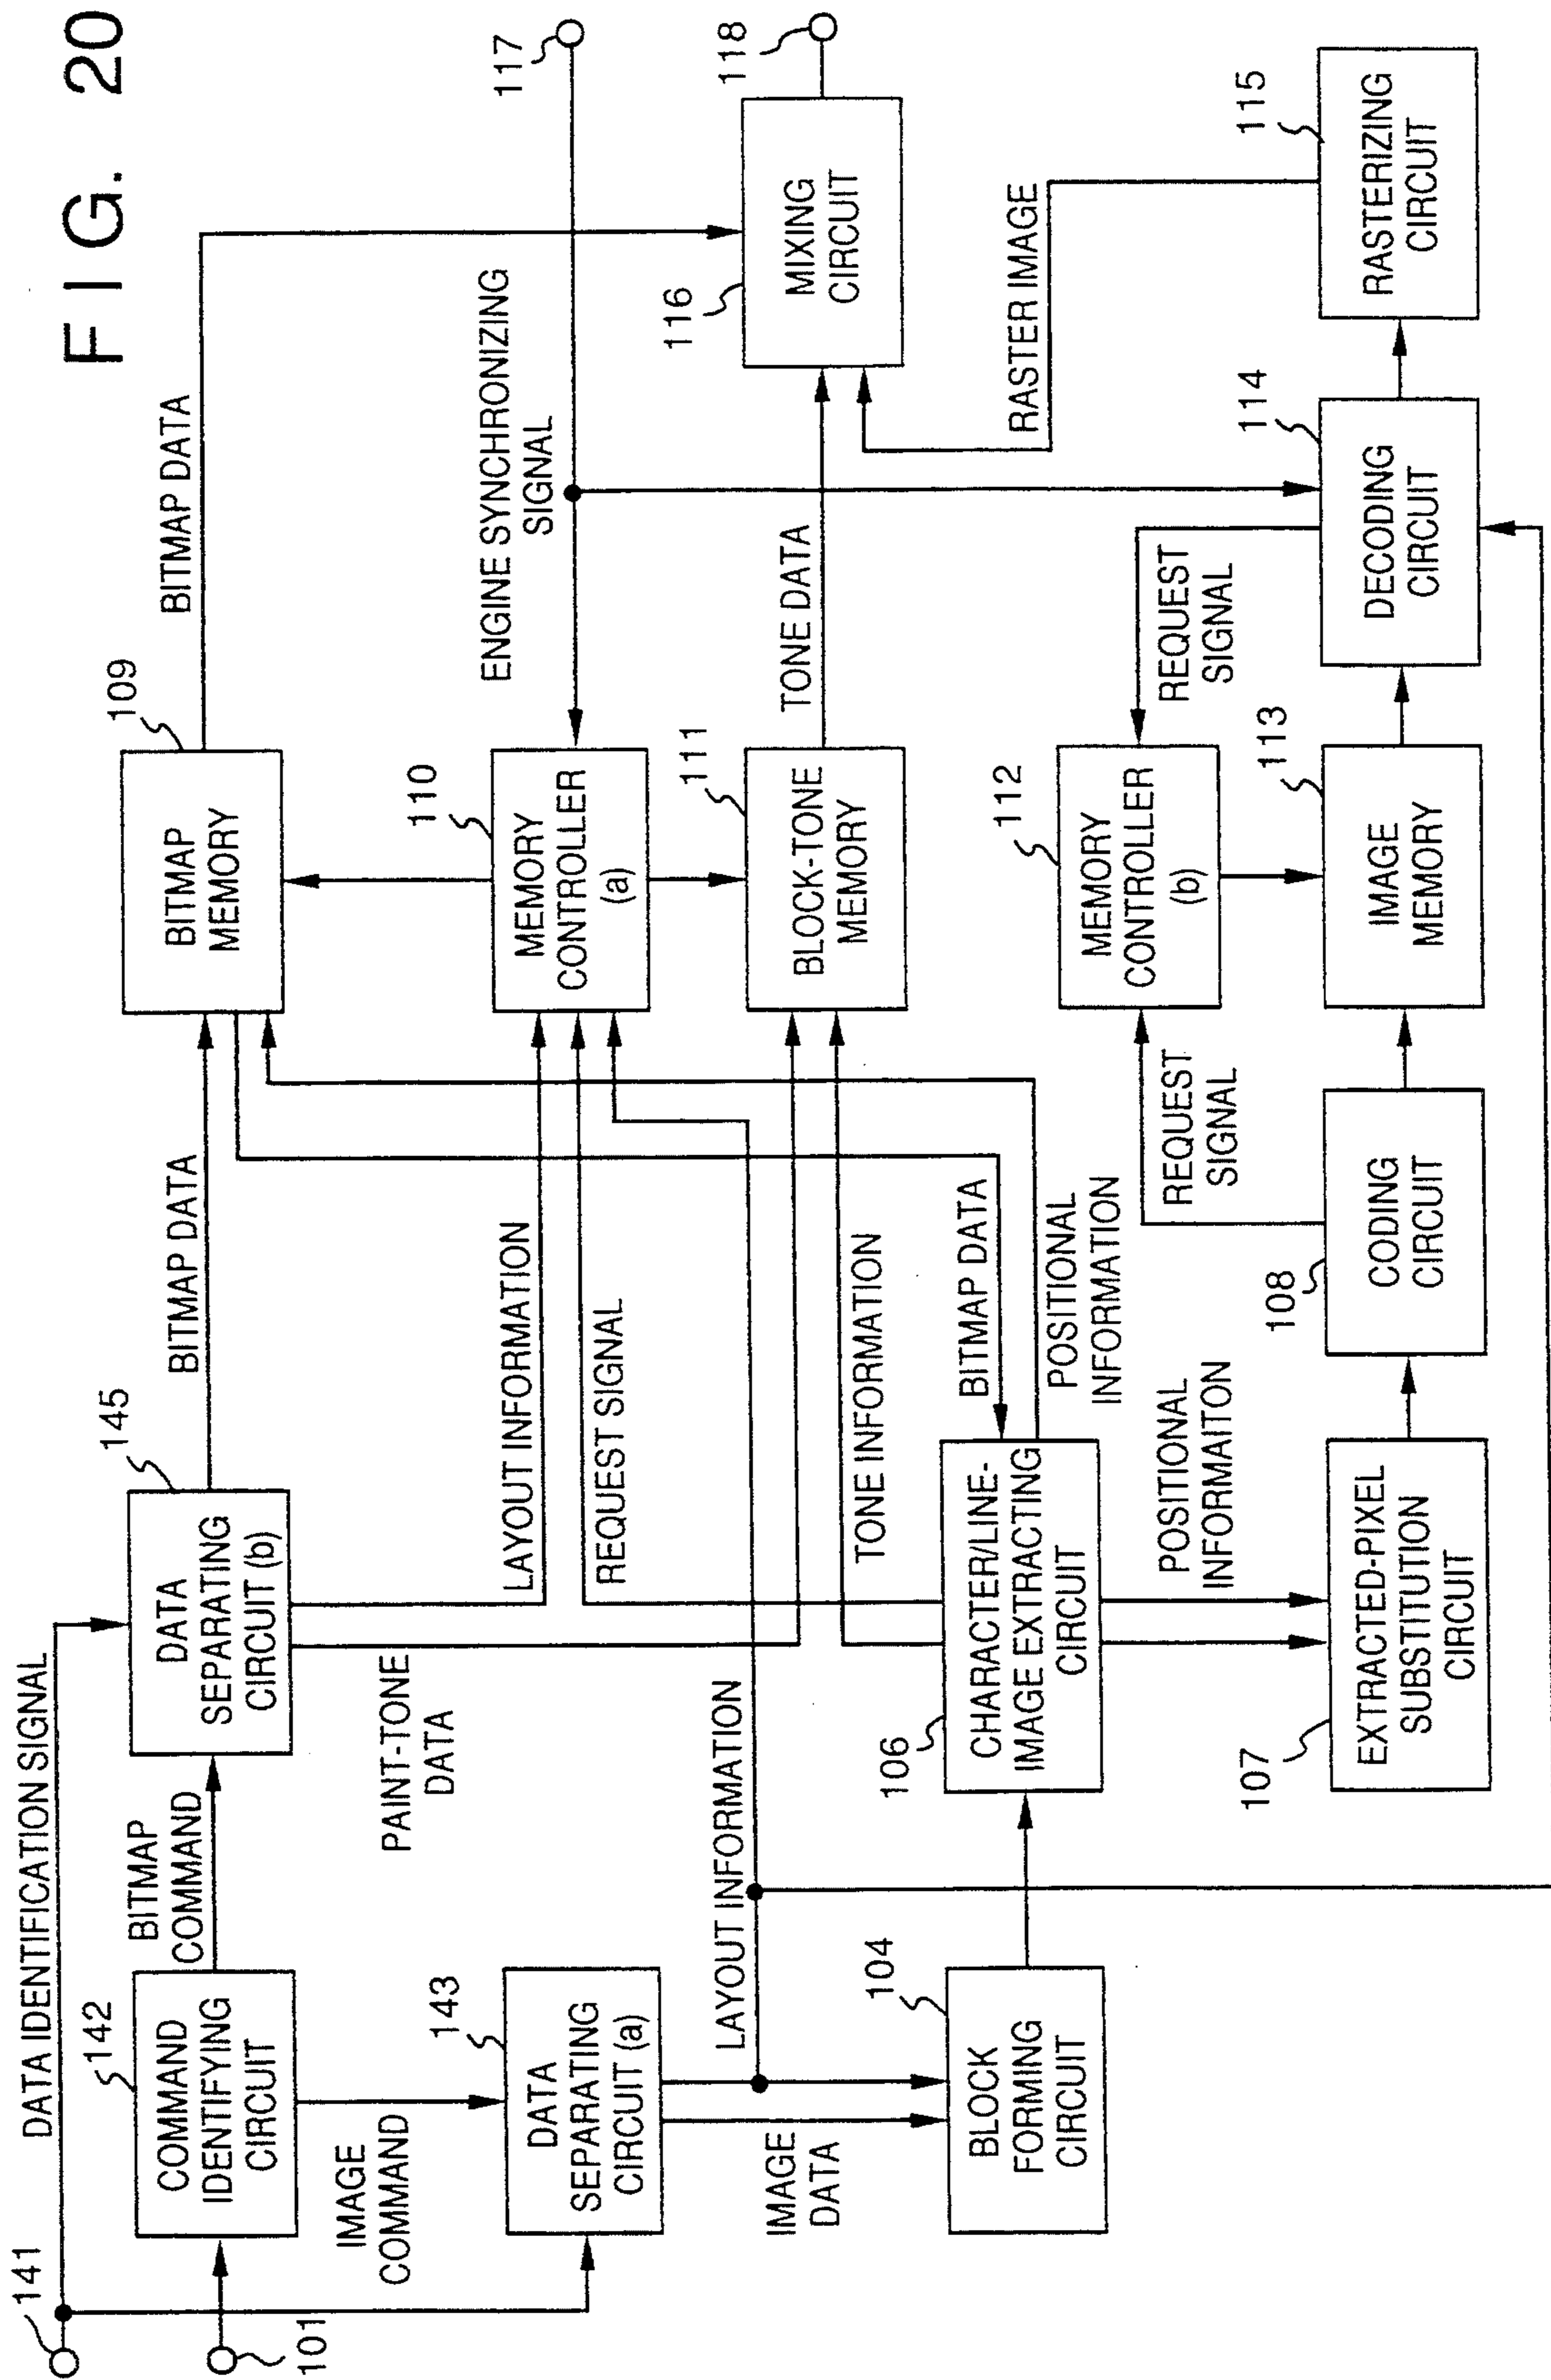 FIG. 20
141
DATA IDENTIFICATION SIGNAL
101
142
COMMAND
IDENTIFYING
CIRCUIT
BITMAP
COMMAND
IMAGE
COMMAND
145
DATA
SEPARATING
CIRCUIT (b)
BITMAP DATA
PAINT-TONE
DATA
LAYOUT INFORMATION
REQUEST SIGNAL
109
BITMAP
MEMORY
BITMAP DATA
143
DATA
SEPARATING
CIRCUIT (a)
IMAGE
DATA
LAYOUT INFORMATION
110
MEMORY
CONTROLLER
(a)
ENGINE SYNCHRONIZING
SIGNAL
117
111
BLOCK-TONE
MEMORY
TONE DATA
116
MIXING
CIRCUIT
118
104
BLOCK
FORMING
CIRCUIT
106
CHARACTER/LINE-
IMAGE EXTRACTING
CIRCUIT
TONE INFORMATION
BITMAP DATA
POSITIONAL
INFORMATION
POSITIONAL
INFORMAITON
107
EXTRACTED-PIXEL
SUBSTITUTION
CIRCUIT
108
CODING
CIRCUIT
REQUEST
SIGNAL
112
MEMORY
CONTROLLER
(b)
REQUEST
SIGNAL
113
IMAGE
MEMORY
114
DECODING
CIRCUIT
RASTER IMAGE
115
RASTERIZING
CIRCUIT